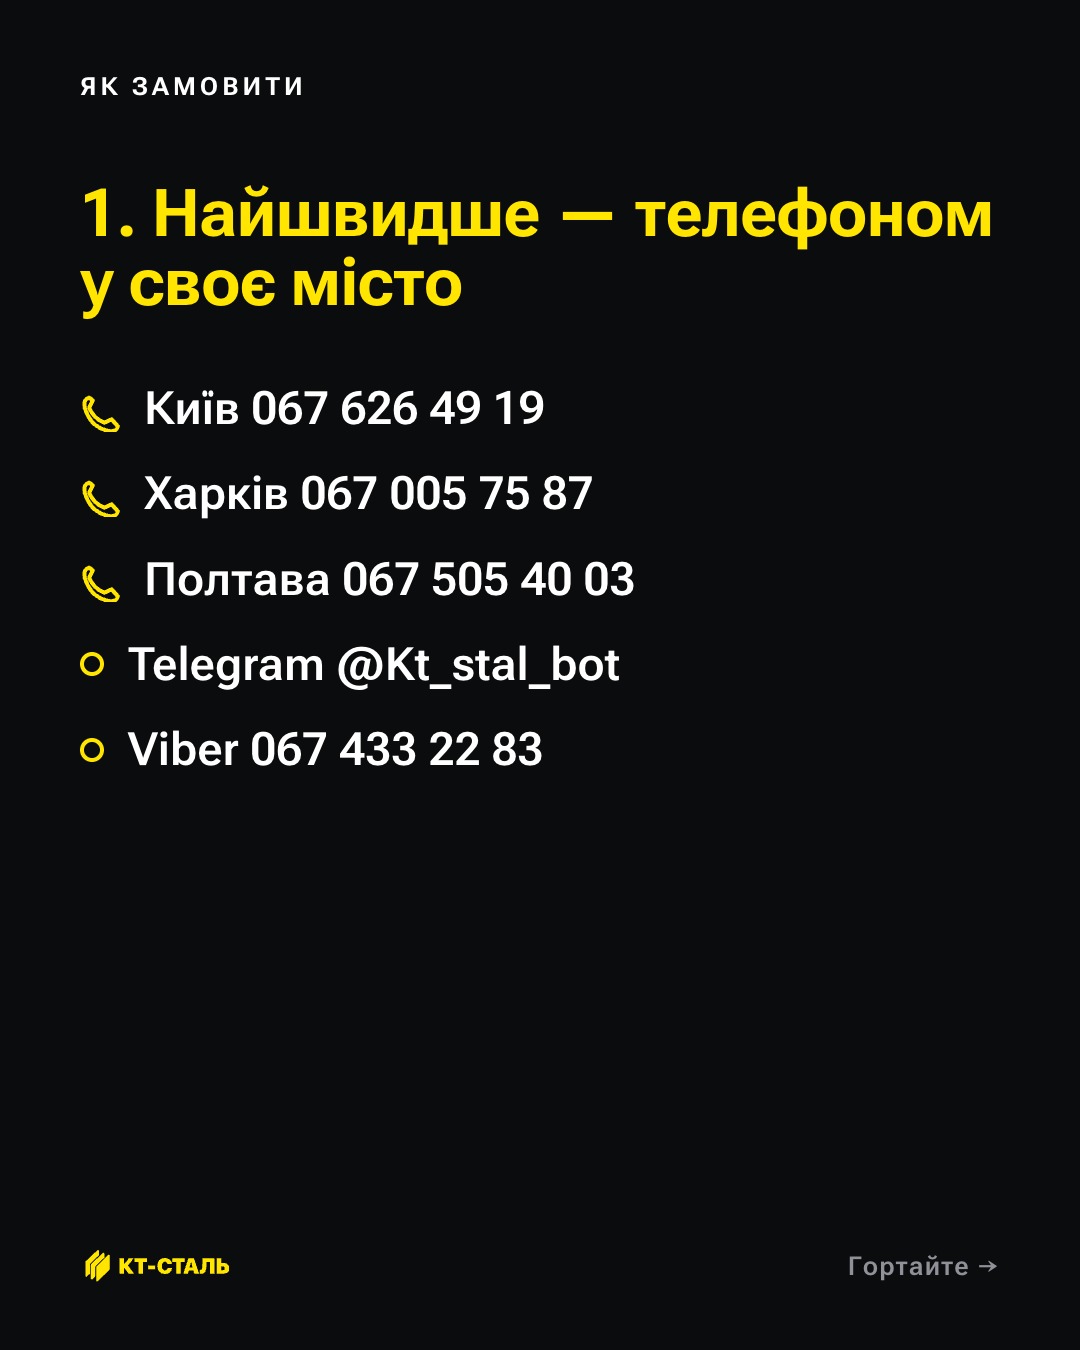 ЯК ЗАМОВИТИ
1. Найшвидше — телефоном
у своє місто
Київ 067 626 49 19
Харків 067 005 75 87
Полтава 067 505 40 03
Telegram @Kt_stal_bot
Viber 067 433 22 83
КТ-СТАЛЬ
Гортайте →